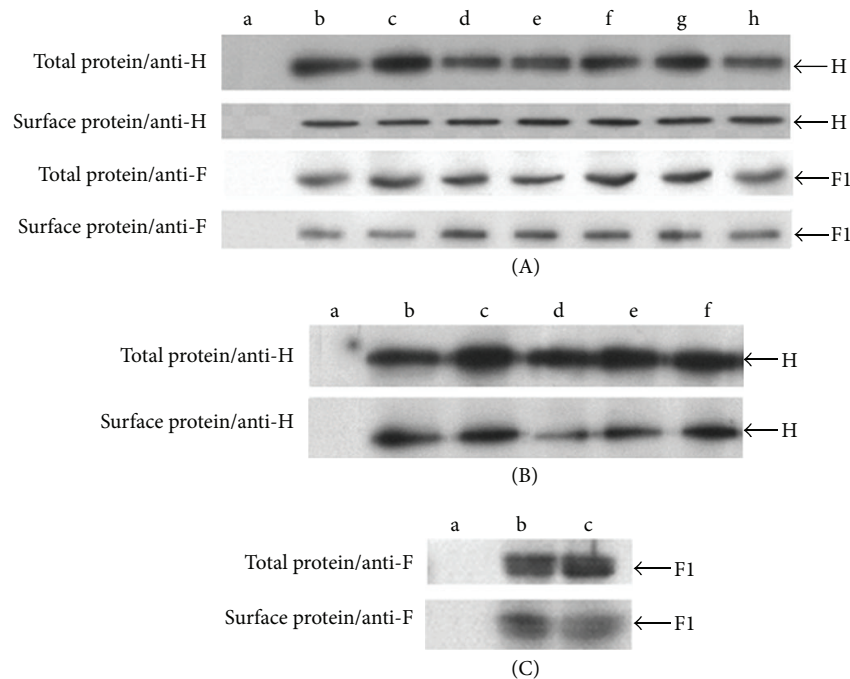 a b c d e f g h
Total protein/anti-H H
Surface protein/anti-H H
Total protein/anti-F F1
Surface protein/anti-F F1
(A)
a b c d e f
Total protein/anti-H H
Surface protein/anti-H H
(B)
a b c
Total protein/anti-F F1
Surface protein/anti-F F1
(C)